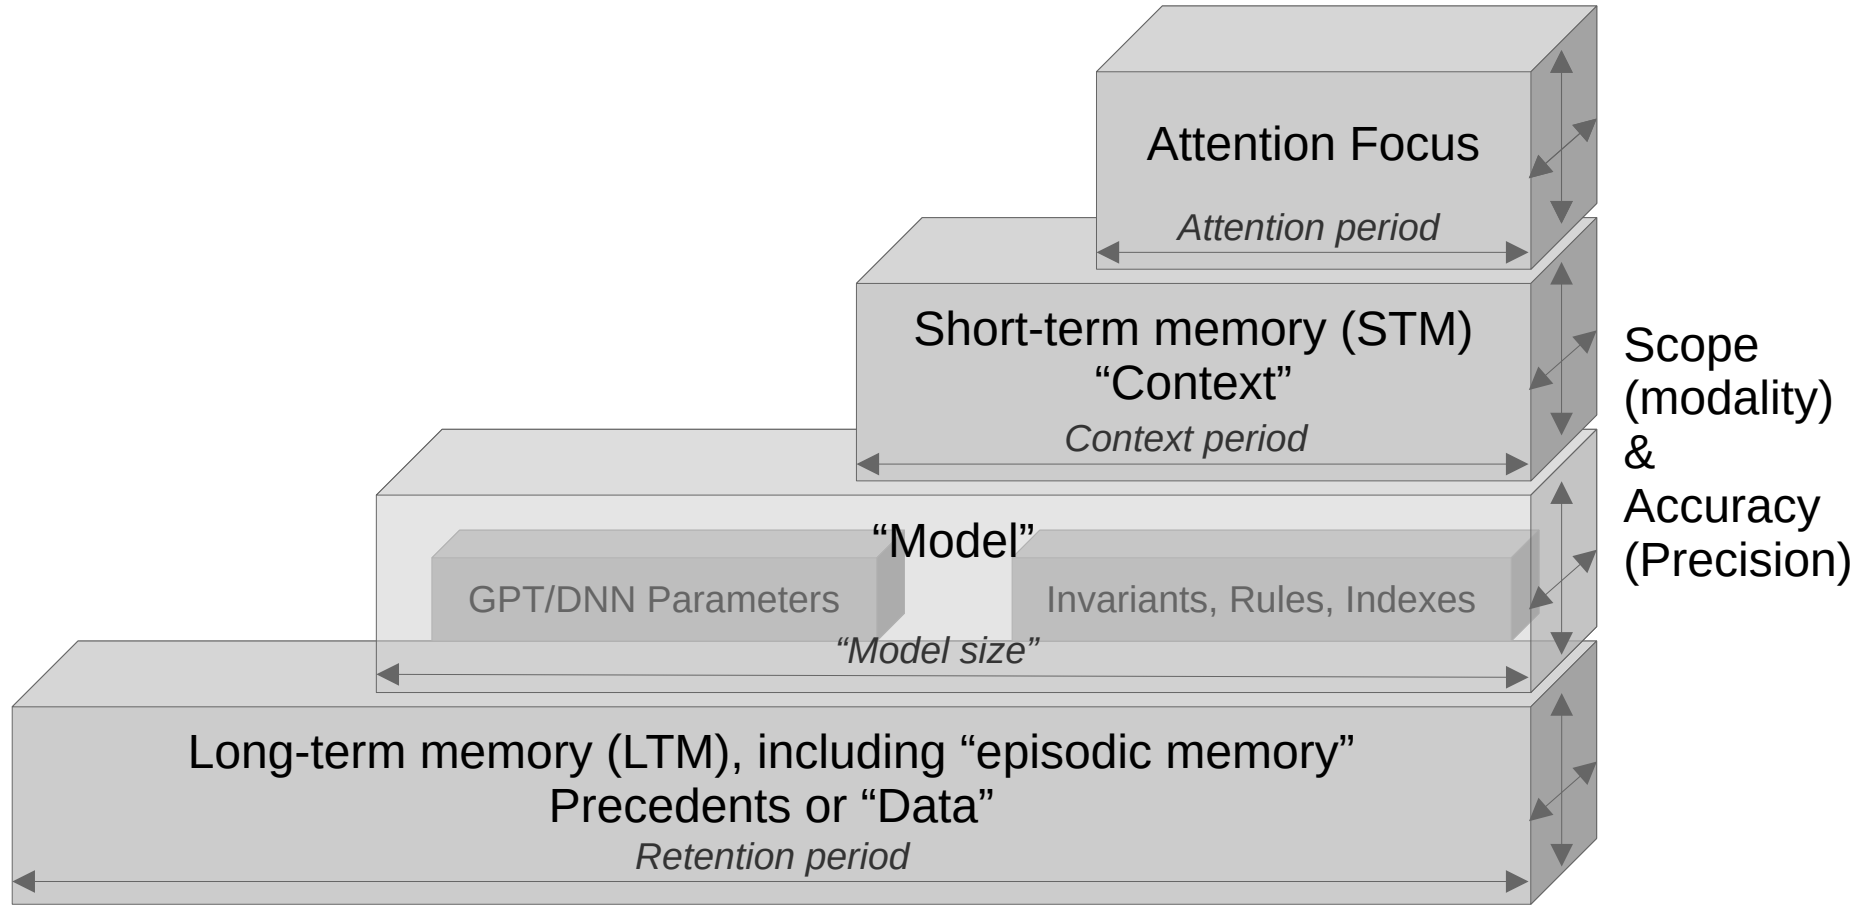 Attention Focus
Attention period
Short-term memory (STM)
“Context”
Context period
“Model”
GPT/DNN Parameters
Invariants, Rules, Indexes
“Model size”
Long-term memory (LTM), including “episodic memory”
Precedents or “Data”
Retention period
Scope
(modality)
&
Accuracy
(Precision)